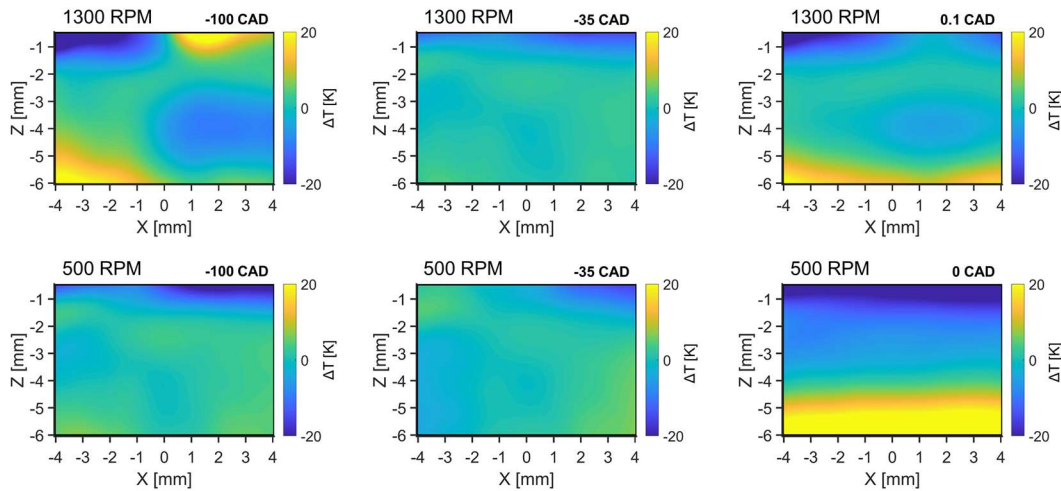 1300 RPM -100 CAD
-1
-2
-3
-4
-5
-6
Z [mm]
-4 -3 -2 -1 0 1 2 3 4
X [mm]
20
0
-20
ΔT [K]
1300 RPM -35 CAD
-1
-2
-3
-4
-5
-6
Z [mm]
-4 -3 -2 -1 0 1 2 3 4
X [mm]
20
0
-20
ΔT [K]
1300 RPM 0.1 CAD
-1
-2
-3
-4
-5
-6
Z [mm]
-4 -3 -2 -1 0 1 2 3 4
X [mm]
20
0
-20
ΔT [K]
500 RPM -100 CAD
-1
-2
-3
-4
-5
-6
Z [mm]
-4 -3 -2 -1 0 1 2 3 4
X [mm]
20
0
-20
ΔT [K]
500 RPM -35 CAD
-1
-2
-3
-4
-5
-6
Z [mm]
-4 -3 -2 -1 0 1 2 3 4
X [mm]
20
0
-20
ΔT [K]
500 RPM 0 CAD
-1
-2
-3
-4
-5
-6
Z [mm]
-4 -3 -2 -1 0 1 2 3 4
X [mm]
20
0
-20
ΔT [K]